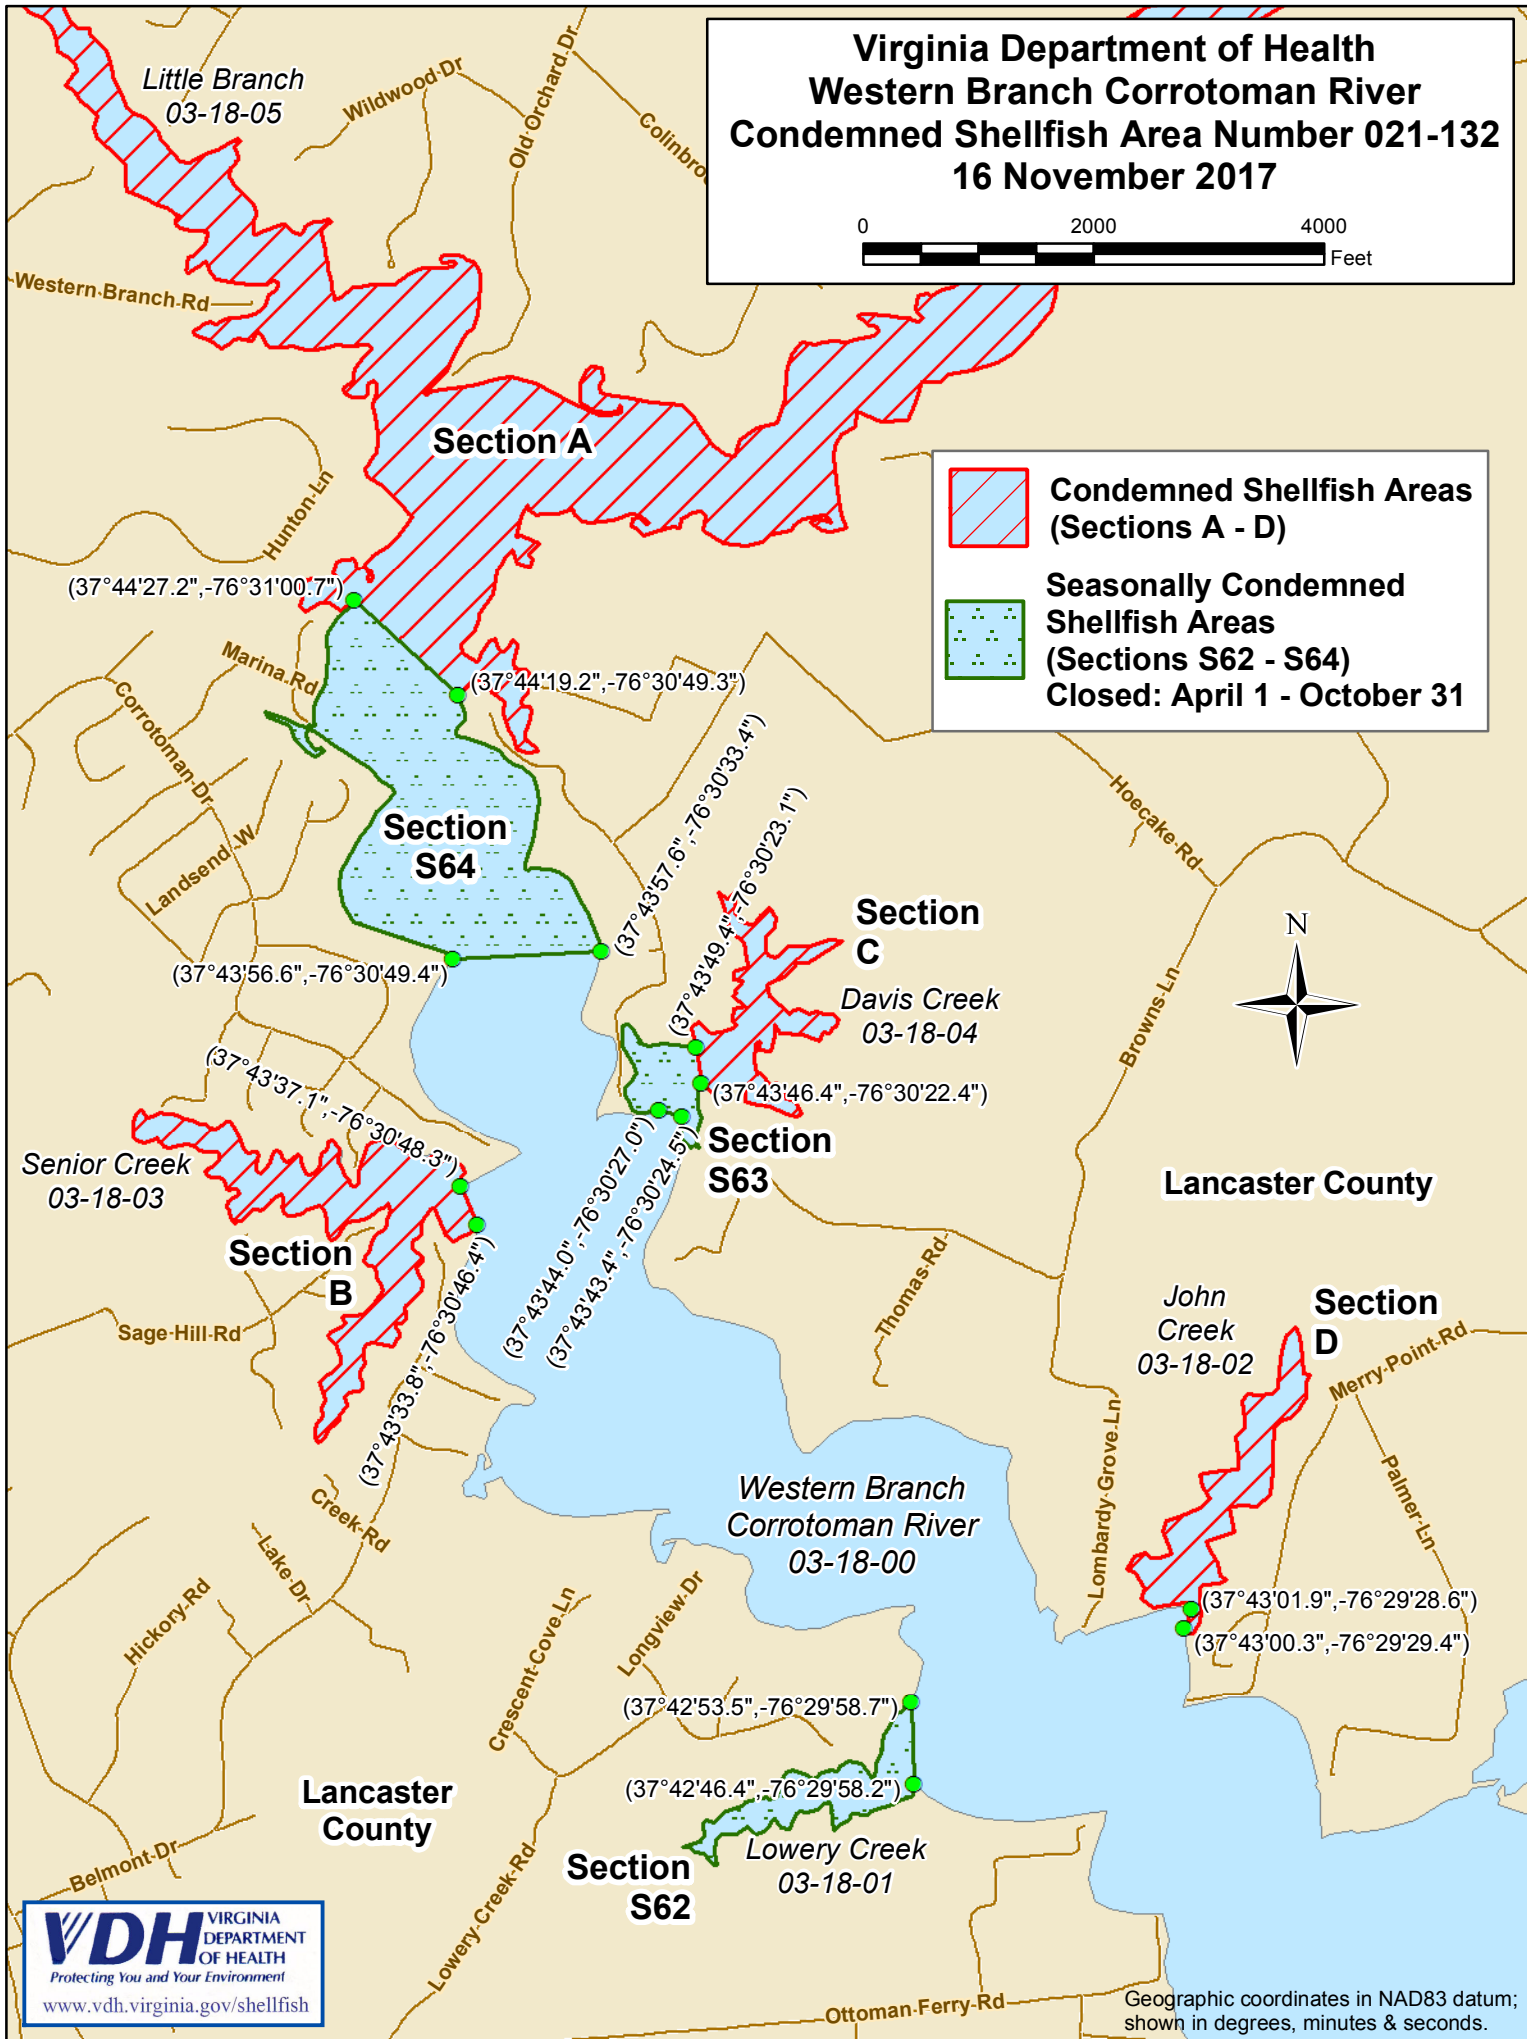 Virginia Department of Health
Western Branch Corrotoman River
Condemned Shellfish Area Number 021-132
16 November 2017
0 2000 4000
Feet
Little Branch
03-18-05
Wildwood Dr
Old Orchard Dr
Western Branch Rd
Section A
Condemned Shellfish Areas
(Sections A - D)
Seasonally Condemned
Shellfish Areas
(Sections S62 - S64)
Closed: April 1 - October 31
Hunton Ln
(37°44'27.2",-76°31'00.7")
Marina Rd
(37°44'19.2",-76°30'49.3")
Corrotoman Dr
Landsend W
Section
S64
(37°43'57.6",-76°30'33.4")
(37°43'49.4",-76°30'23.1")
Hoecake Rd
Section
C
N
(37°43'56.6",-76°30'49.4")
Davis Creek
03-18-04
Browns Ln
(37°43'37.1",-76°30'48.3")
(37°43'46.4",-76°30'22.4")
Senior Creek
03-18-03
Section
S63
Lancaster County
Section
B
(37°43'44.0",-76°30'27.0")
(37°43'43.4",-76°30'24.5")
(37°43'33.8",-76°30'46.4")
Sage Hill Rd
Thomas Rd
John
Creek
03-18-02
Section
D
Merry Point Rd
Lombardy Grove Ln
Palmer Ln
Western Branch
Corrotoman River
03-18-00
Creek Rd
Lake Dr
Hickory Rd
Crescent Cove Ln
Longview Dr
(37°43'01.9",-76°29'28.6")
(37°43'00.3",-76°29'29.4")
(37°42'53.5",-76°29'58.7")
(37°42'46.4",-76°29'58.2")
Lancaster
County
Belmont Dr
Lowery Creek Rd
Section
S62
Lowery Creek
03-18-01
VDH VIRGINIA
DEPARTMENT
OF HEALTH
Protecting You and Your Environment
www.vdh.virginia.gov/shellfish
Ottoman Ferry Rd
Geographic coordinates in NAD83 datum;
shown in degrees, minutes & seconds.